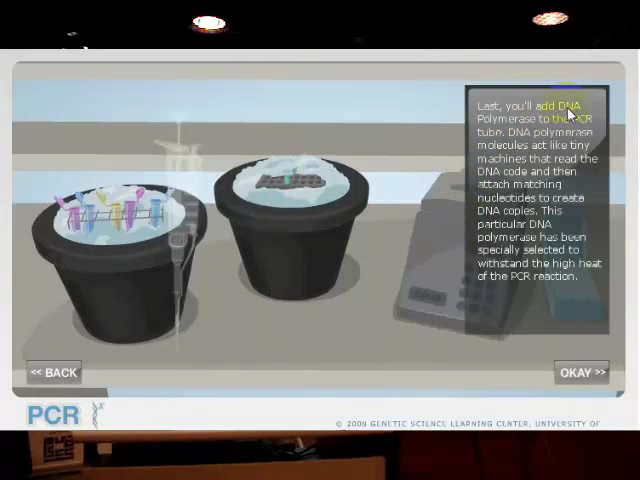 Last, you'll add DNA
Polymerase to the PCR
tube. DNA polymerase
molecules act like tiny
machines that read the
DNA code and then
attach matching
nucleotides to create
DNA copies. This
particular DNA
polymerase has been
specially selected to
withstand the high heat
of the PCR reaction.
<< BACK
OKAY >>
PCR
© 2008 GENETIC SCIENCE LEARNING CENTER, UNIVERSITY OF